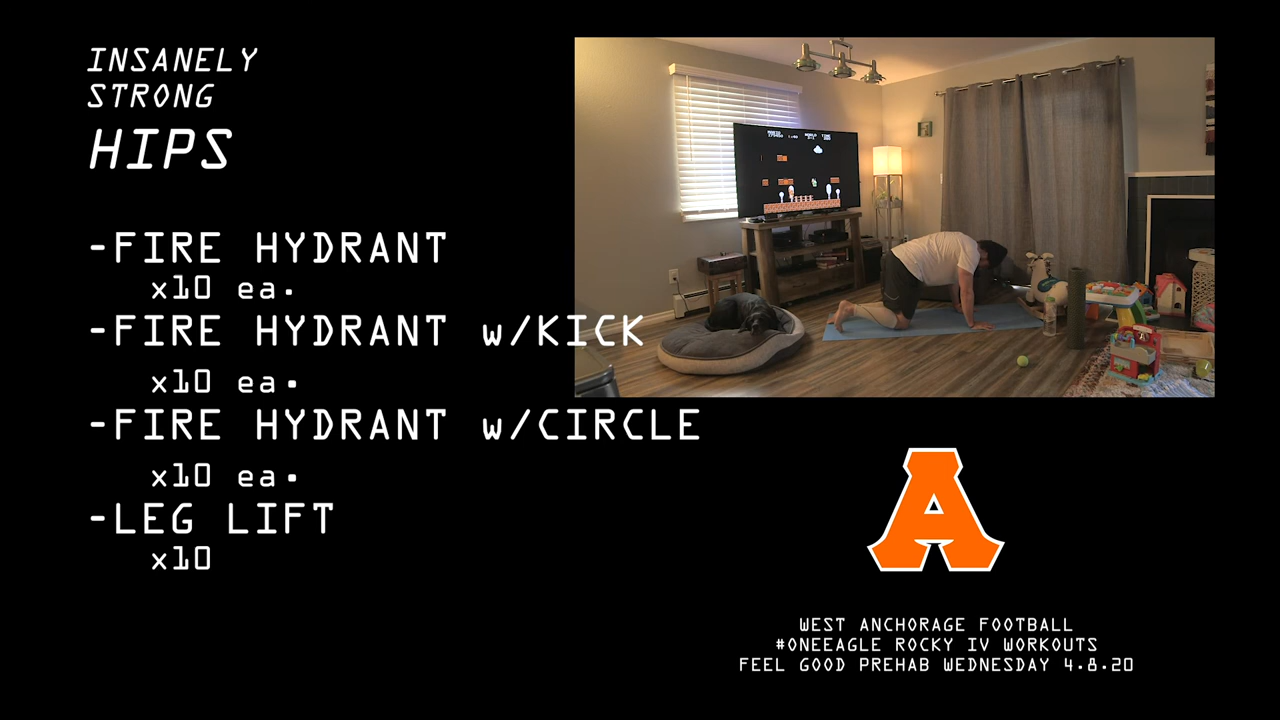 INSANELY
STRONG
HIPS
-FIRE HYDRANT
x10 ea.
-FIRE HYDRANT w/KICK
x10 ea.
-FIRE HYDRANT w/CIRCLE
x10 ea.
-LEG LIFT
x10
A
WEST ANCHORAGE FOOTBALL
#ONEEAGLE ROCKY IV WORKOUTS
FEEL GOOD PREHAB WEDNESDAY 4.8.20